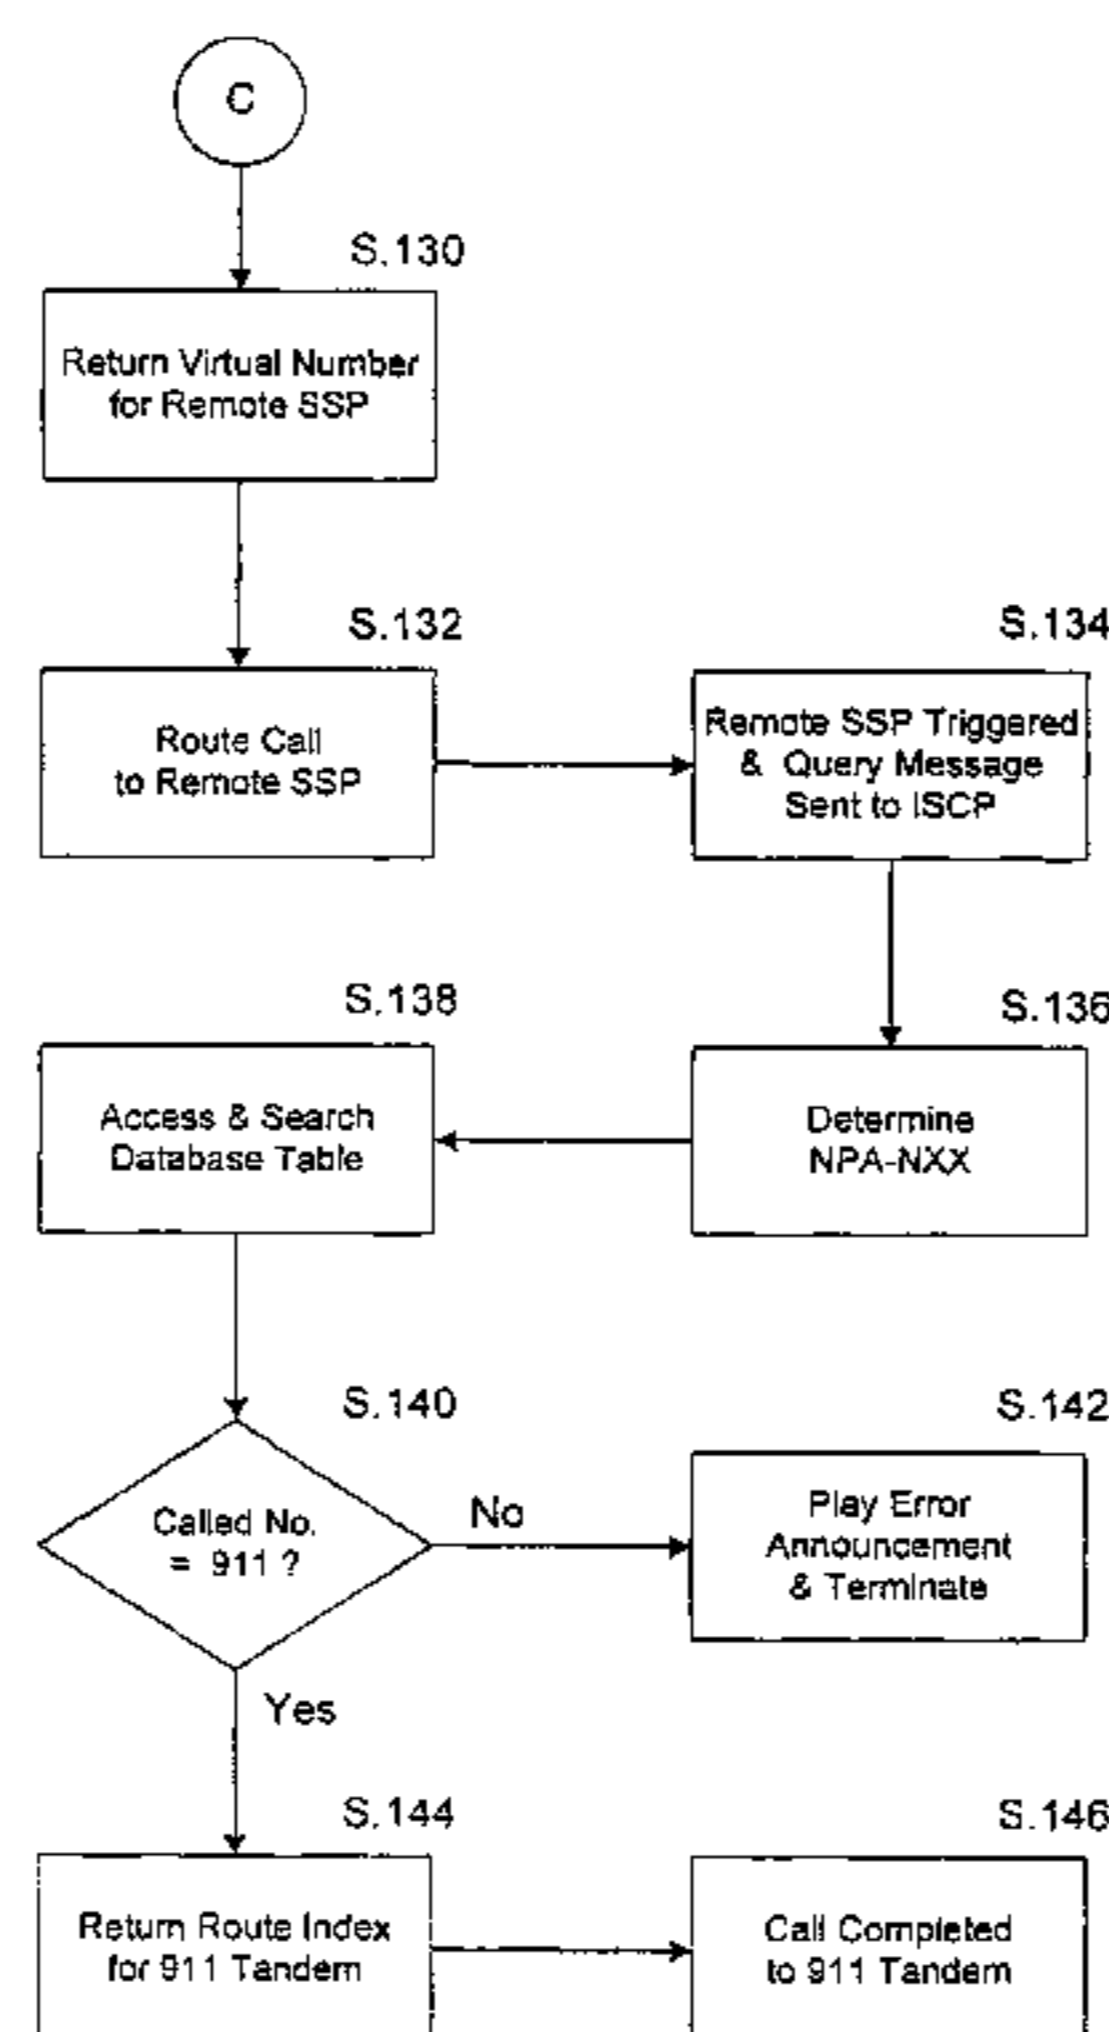 C
S.130
Return Virtual Number
for Remote SSP
S.132
Route Call
to Remote SSP
S.134
Remote SSP Triggered
& Query Message
Sent to ISCP
S.136
Determine
NPA-NXX
S.138
Access & Search
Database Table
S.140
Called No.
= 911 ?
No
S.142
Play Error
Announcement
& Terminate
Yes
S.144
Return Route Index
for 911 Tandem
S.146
Call Completed
to 911 Tandem